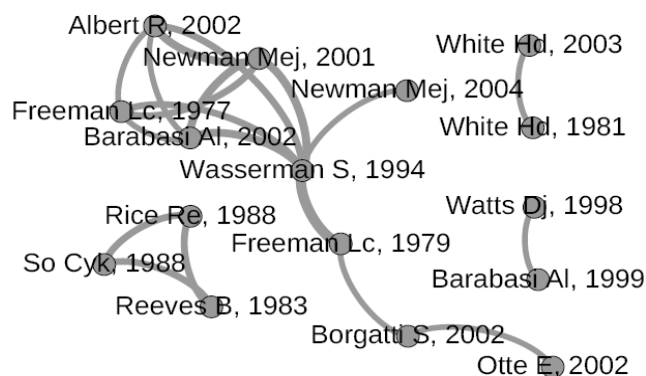 Albert R, 2002
White Hd, 2003
Newman Mej, 2001
Newman Mej, 2004
Freeman Lc, 1977
White Hd, 1981
Barabasi Al, 2002
Wasserman S, 1994
Watts Dj, 1998
Rice Re, 1988
Freeman Lc, 1979
So Cyk, 1988
Barabasi Al, 1999
Reeves B, 1983
Borgatti S, 2002
Otte E, 2002